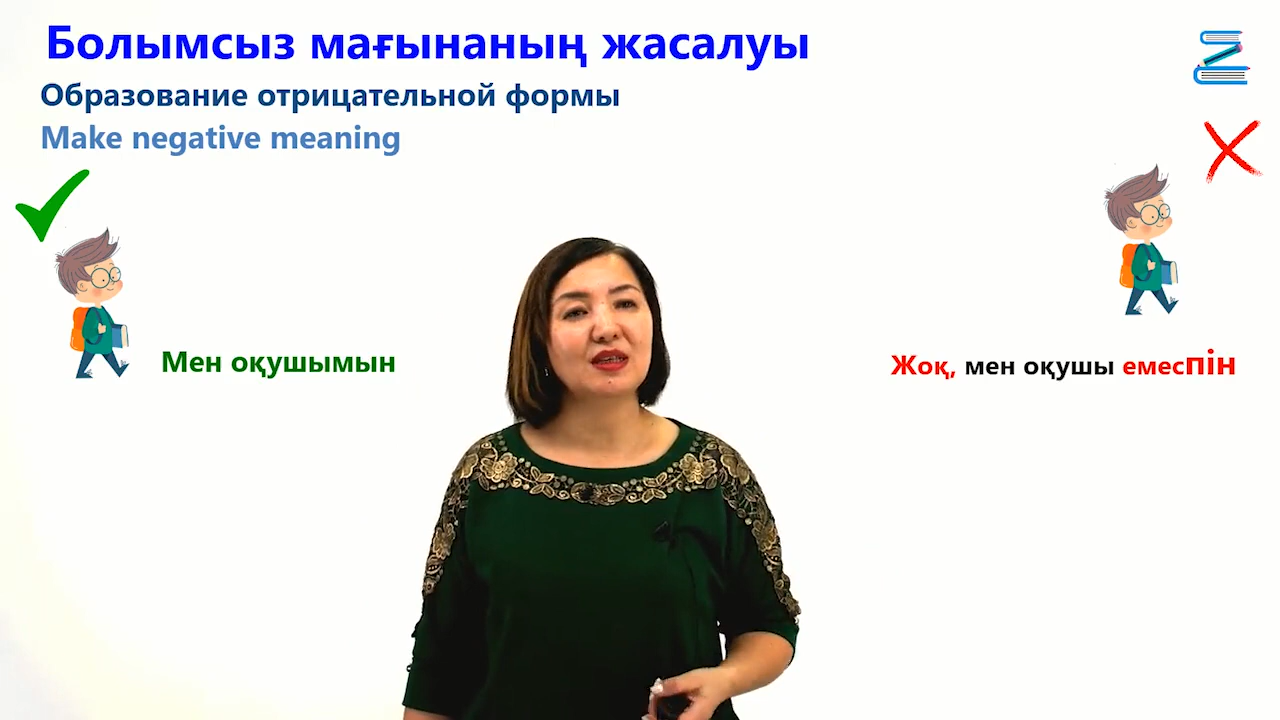 Болымсыз мағынаның жасалуы
Образование отрицательной формы
Make negative meaning
Мен оқушымын
Жоқ, мен оқушы емеспін